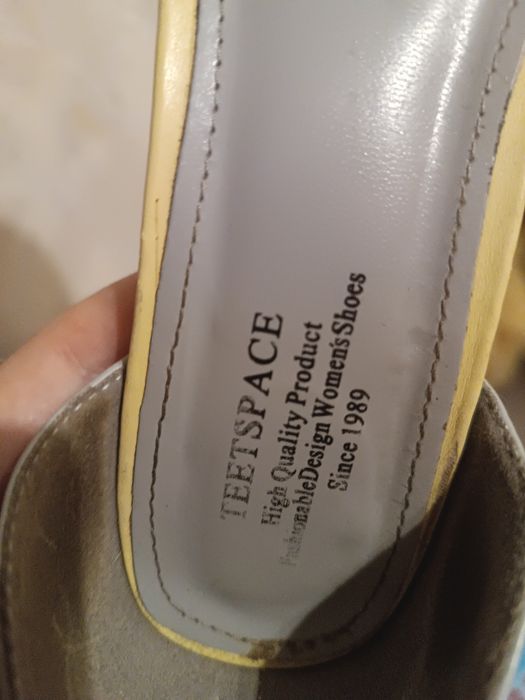 TEETSPACE
High Quality Product
FashionableDesign Women's Shoes
Since 1989